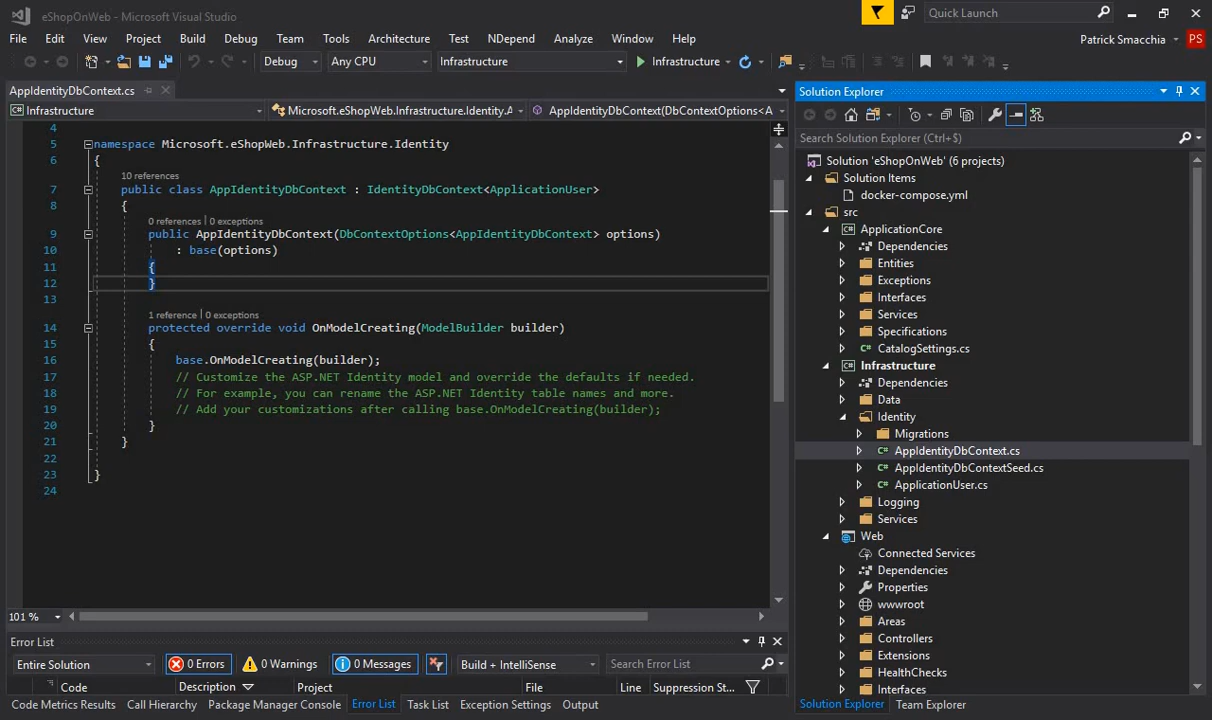 eShopOnWeb - Microsoft Visual Studio
Quick Launch
File Edit View Project Build Debug Team Tools Architecture Test NDepend Analyze Window Help
Patrick Smacchia PS
Debug Any CPU Infrastructure Infrastructure
AppIdentityDbContext.cs
Infrastructure Microsoft.eShopWeb.Infrastructure.Identity.A AppIdentityDbContext(DbContextOptions<A
4
5 namespace Microsoft.eShopWeb.Infrastructure.Identity
6 {
10 references
7 public class AppIdentityDbContext : IdentityDbContext<ApplicationUser>
8 {
0 references | 0 exceptions
9 public AppIdentityDbContext(DbContextOptions<AppIdentityDbContext> options)
10 : base(options)
11 {
12 }
13
1 reference | 0 exceptions
14 protected override void OnModelCreating(ModelBuilder builder)
15 {
16 base.OnModelCreating(builder);
17 // Customize the ASP.NET Identity model and override the defaults if needed.
18 // For example, you can rename the ASP.NET Identity table names and more.
19 // Add your customizations after calling base.OnModelCreating(builder);
20 }
21 }
22
23 }
24
101 %
Error List
Entire Solution 0 Errors 0 Warnings 0 Messages Build + IntelliSense Search Error List
Code Description Project File Line Suppression St...
Code Metrics Results Call Hierarchy Package Manager Console Error List Task List Exception Settings Output
Solution Explorer
Search Solution Explorer (Ctrl+$)
Solution 'eShopOnWeb' (6 projects)
Solution Items
docker-compose.yml
src
ApplicationCore
Dependencies
Entities
Exceptions
Interfaces
Services
Specifications
C# CatalogSettings.cs
Infrastructure
Dependencies
Data
Identity
Migrations
C# AppIdentityDbContext.cs
C# AppIdentityDbContextSeed.cs
C# ApplicationUser.cs
Logging
Services
Web
Connected Services
Dependencies
Properties
wwwroot
Areas
Controllers
Extensions
HealthChecks
Interfaces
Solution Explorer Team Explorer